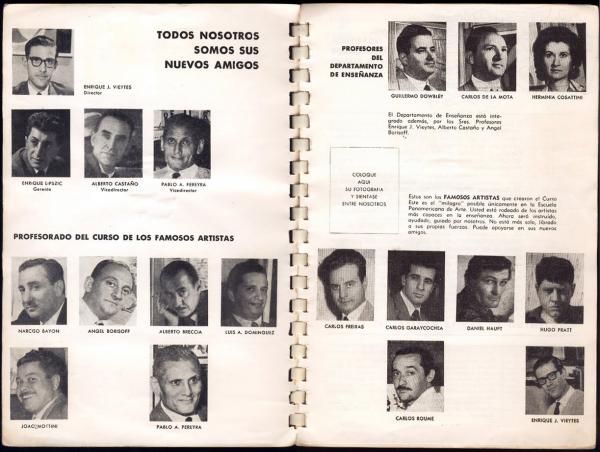 TODOS NOSOTROS
SOMOS SUS
NUEVOS AMIGOS
ENRIQUE J. VIEYTES
Director
ENRIQUE LIPSZIC
Gerente
ALBERTO CASTAÑO
Vicedirector
PABLO A. PEREYRA
Vicedirector
PROFESORADO DEL CURSO DE LOS FAMOSOS ARTISTAS
NARCISO BAYON
ANGEL BORISOFF
ALBERTO BRECCIA
LUIS A. DOMINGUEZ
JOAO MOTTINI
PABLO A. PEREYRA
PROFESORES
DEL
DEPARTAMENTO
DE ENSEÑANZA
GUILLERMO DOWBLEY
CARLOS DE LA MOTA
HERMINIA COSATTINI
El Departamento de Enseñanza está inte-
grado además, por los Sres. Profesores
Enrique J. Vieytes, Alberto Castaño y Angel
Borisoff.
COLOQUE
AQUI
SU FOTOGRAFIA
Y SIENTASE
ENTRE NOSOTROS
Estos son los FAMOSOS ARTISTAS que crearon el Curso
Este es el "milagro" posible únicamente en la Escuela
Panamericana de Arte. Usted está rodeado de los artistas
más capaces en la enseñanza. Ahora será instruido,
ayudado, guiado por nosotros. No está más solo, librado
a sus propias fuerzas. Puede apoyarse en sus nuevos
amigos.
CARLOS FREIXAS
CARLOS GARAYCOCHEA
DANIEL HAUPT
HUGO PRATT
CARLOS ROUME
ENRIQUE J. VIEYTES